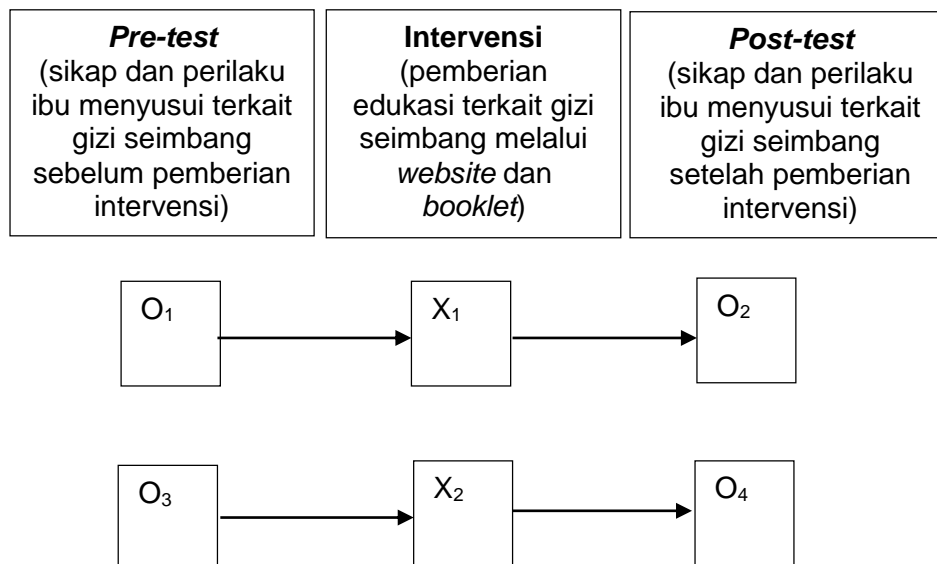 Pre-test
(sikap dan perilaku
ibu menyusui terkait
gizi seimbang
sebelum pemberian
intervensi)
Intervensi
(pemberian
edukasi terkait gizi
seimbang melalui
website dan
booklet)
Post-test
(sikap dan perilaku
ibu menyusui terkait
gizi seimbang
setelah pemberian
intervensi)
O₁
X₁
O₂
O₃
X₂
O₄